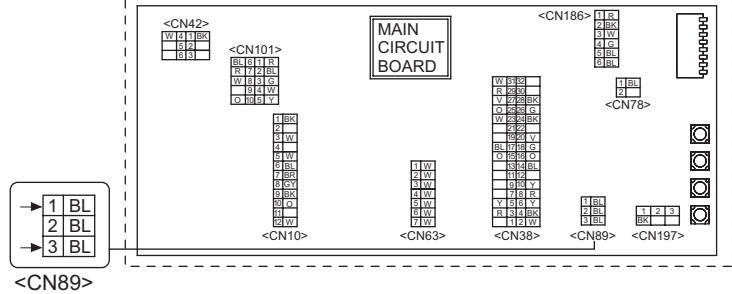 <CN42>
W 4 1 BK
5 2
6 3
<CN101>
BL 6 1 R
R 7 2 BL
W 8 3 G
9 4 W
O 10 5 Y
MAIN
CIRCUIT
BOARD
<CN186>
1 R
2 BK
3 W
4 G
5 BL
6 BL
1 BL
2
<CN78>
1 BK
2
3 W
4
5 W
6 BL
7 BR
8 GY
9 BK
10 O
11
12 W
<CN10>
1 W
2 W
3 W
4 W
5 W
6 W
7 W
<CN63>
W 31 32
R 29 30
V 27 28 BK
O 25 26 G
W 23 24 BK
21 22
19 20 V
BL 17 18 G
O 15 16 O
13 14 BL
11 12
9 10 Y
7 8 R
Y 5 6 Y
R 3 4 BK
1 2 W
<CN38>
1 BL
2 BL
3 BL
<CN89>
1 2 3
BK
<CN197>
1 BL
2 BL
3 BL
<CN89>